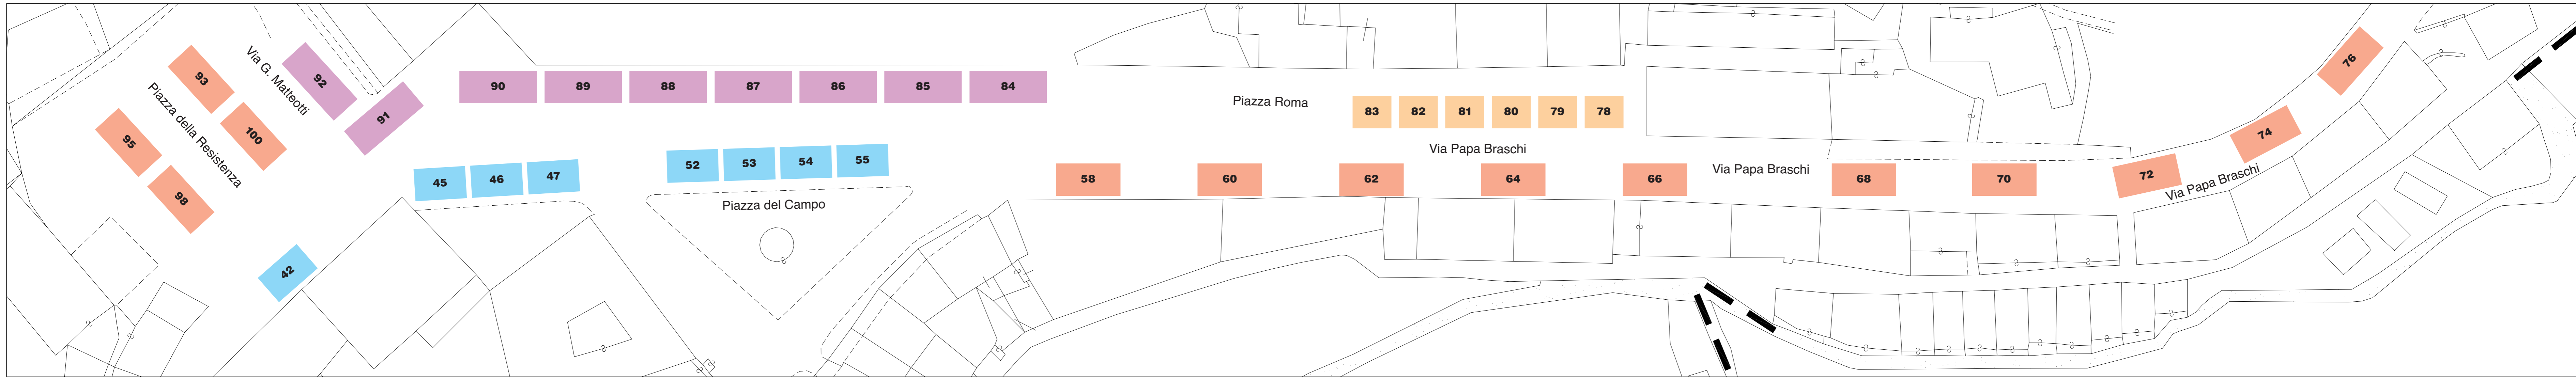 93
Via G. Matteotti
92
Piazza della Resistenza
95
100
98
91
90 89 88 87 86 85 84
Piazza Roma
83 82 81 80 79 78
76
74
Via Papa Braschi
45 46 47
52 53 54 55
Piazza del Campo
58 60 62 64 66
Via Papa Braschi
68 70 72
Via Papa Braschi
42